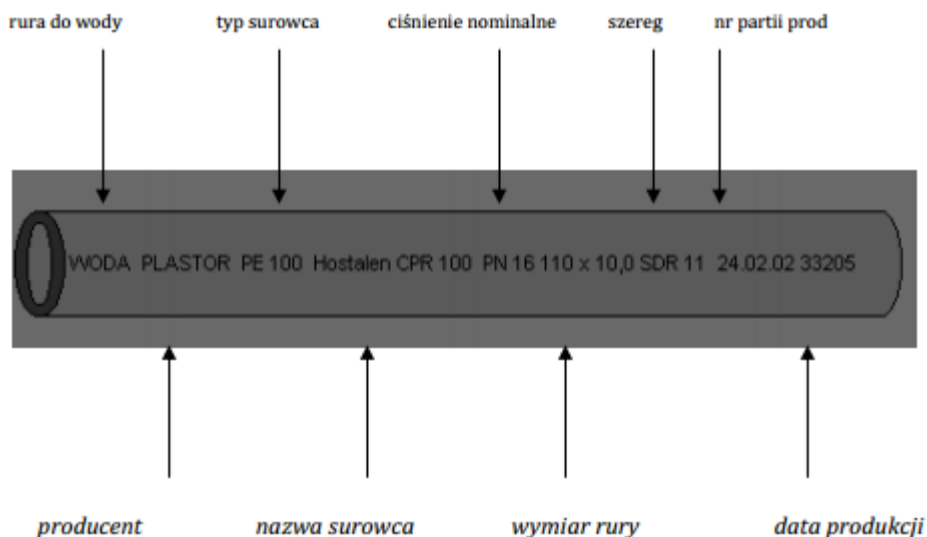 rura do wody typ surowca ciśnienie nominalne szereg nr partii prod
WODA PLASTOR PE 100 Hostalen CPR 100 PN 16 110 x 10,0 SDR 11 24.02.02 33205
producent nazwa surowca wymiar rury data produkcji